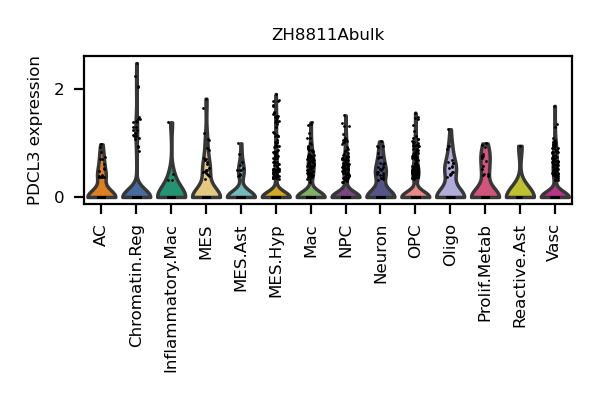 ZH8811Abulk
PDCL3 expression
2
0
AC
Chromatin.Reg
Inflammatory.Mac
MES
MES.Ast
MES.Hyp
Mac
NPC
Neuron
OPC
Oligo
Prolif.Metab
Reactive.Ast
Vasc